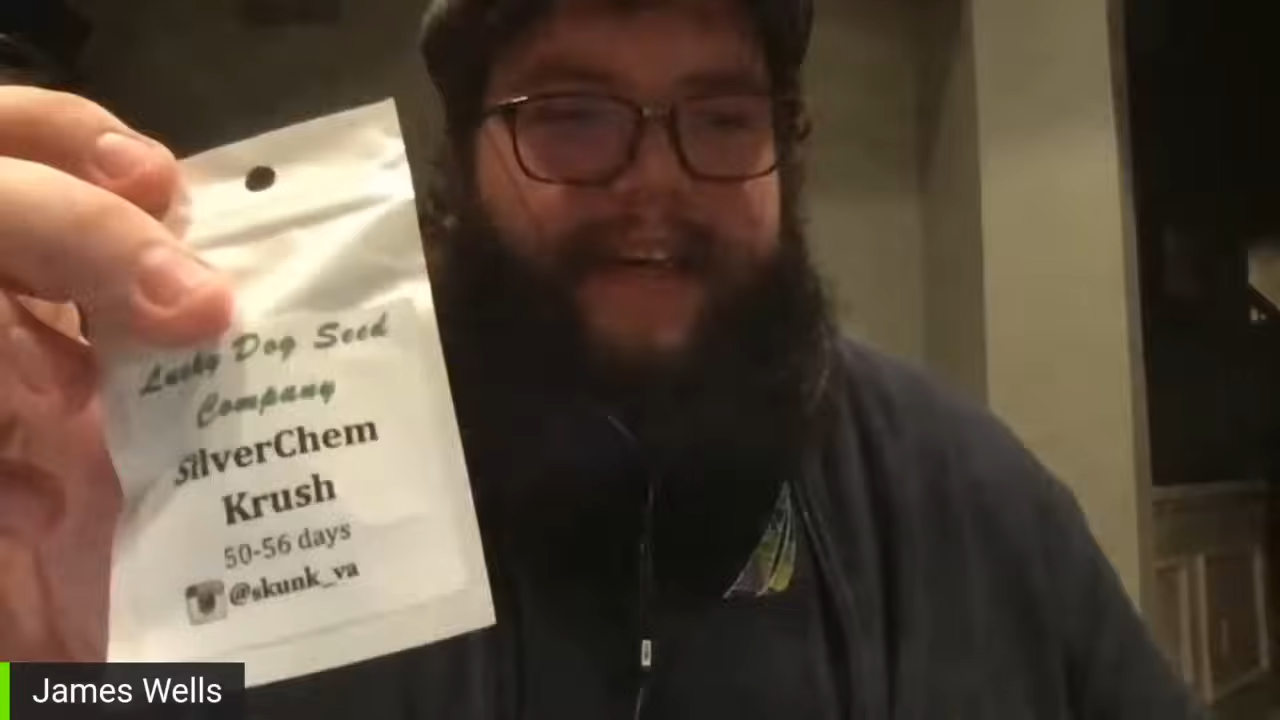 Lucky Dog Seed
Company
SilverChem
Krush
50-56 days
@skunk_va
James Wells